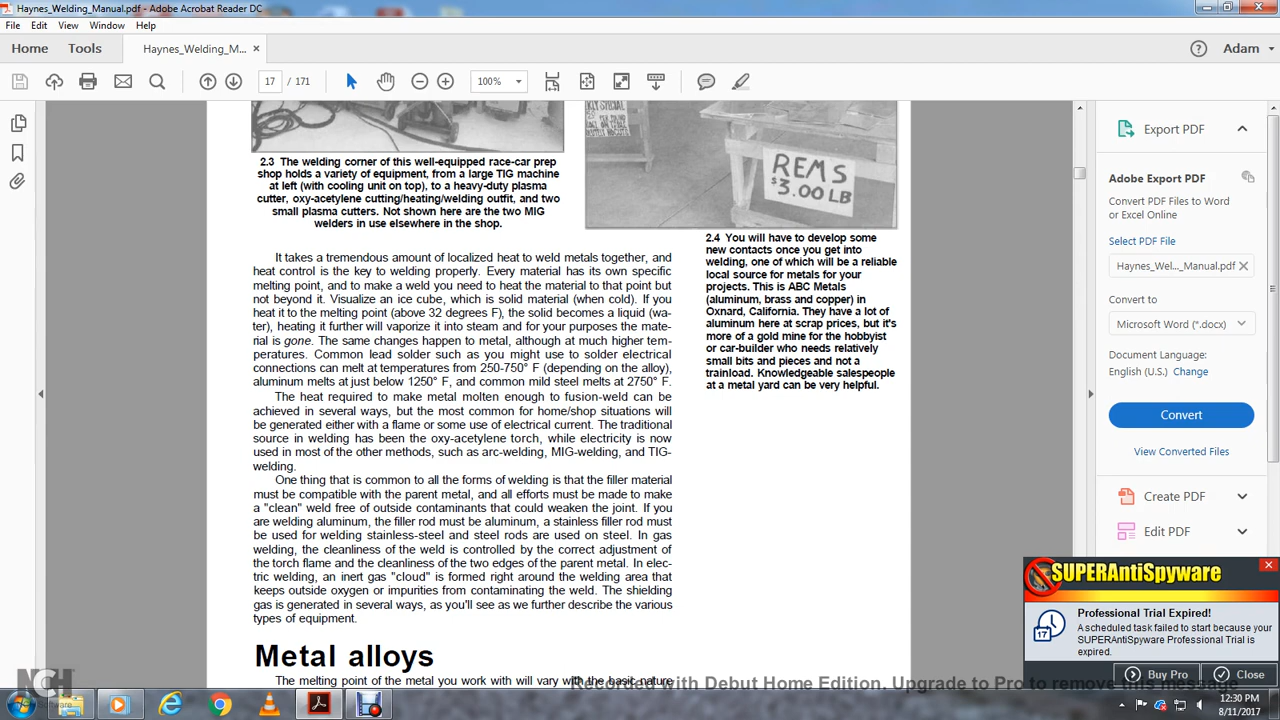 Haynes_Welding_Manual.pdf - Adobe Acrobat Reader DC
File Edit View Window Help
Home Tools Haynes_Welding_M... × Adam
17 / 171 100%
REMS
$3.00 LB
2.3 The welding corner of this well-equipped race-car prep
shop holds a variety of equipment, from a large TIG machine
at left (with cooling unit on top), to a heavy-duty plasma
cutter, oxy-acetylene cutting/heating/welding outfit, and two
small plasma cutters. Not shown here are the two MIG
welders in use elsewhere in the shop.
2.4 You will have to develop some
new contacts once you get into
welding, one of which will be a reliable
local source for metals for your
projects. This is ABC Metals
(aluminum, brass and copper) in
Oxnard, California. They have a lot of
aluminum here at scrap prices, but it's
more of a gold mine for the hobbyist
or car-builder who needs relatively
small bits and pieces and not a
trainload. Knowledgeable salespeople
at a metal yard can be very helpful.
It takes a tremendous amount of localized heat to weld metals together, and
heat control is the key to welding properly. Every material has its own specific
melting point, and to make a weld you need to heat the material to that point but
not beyond it. Visualize an ice cube, which is solid material (when cold). If you
heat it to the melting point (above 32 degrees F), the solid becomes a liquid (wa-
ter), heating it further will vaporize it into steam and for your purposes the mate-
rial is gone. The same changes happen to metal, although at much higher tem-
peratures. Common lead solder such as you might use to solder electrical
connections can melt at temperatures from 250-750° F (depending on the alloy),
aluminum melts at just below 1250° F, and common mild steel melts at 2750° F.
The heat required to make metal molten enough to fusion-weld can be
achieved in several ways, but the most common for home/shop situations will
be generated either with a flame or some use of electrical current. The traditional
source in welding has been the oxy-acetylene torch, while electricity is now
used in most of the other methods, such as arc-welding, MIG-welding, and TIG-
welding.
One thing that is common to all the forms of welding is that the filler material
must be compatible with the parent metal, and all efforts must be made to make
a "clean" weld free of outside contaminants that could weaken the joint. If you
are welding aluminum, the filler rod must be aluminum, a stainless filler rod must
be used for welding stainless-steel and steel rods are used on steel. In gas
welding, the cleanliness of the weld is controlled by the correct adjustment of
the torch flame and the cleanliness of the two edges of the parent metal. In elec-
tric welding, an inert gas "cloud" is formed right around the welding area that
keeps outside oxygen or impurities from contaminating the weld. The shielding
gas is generated in several ways, as you'll see as we further describe the various
types of equipment.
Metal alloys
The melting point of the metal you work with will vary with the basic nature
Export PDF
Adobe Export PDF
Convert PDF Files to Word
or Excel Online
Select PDF File
Haynes_Wel..._Manual.pdf
Convert to
Microsoft Word (*.docx)
Document Language:
English (U.S.) Change
Convert
View Converted Files
Create PDF
Edit PDF
SUPERAntiSpyware
Professional Trial Expired!
A scheduled task failed to start because your
SUPERAntiSpyware Professional Trial is
expired.
17
Buy Pro Close
NCH
Software
Recorded with Debut Home Edition. Upgrade to Pro to remove this message
12:30 PM
8/11/2017